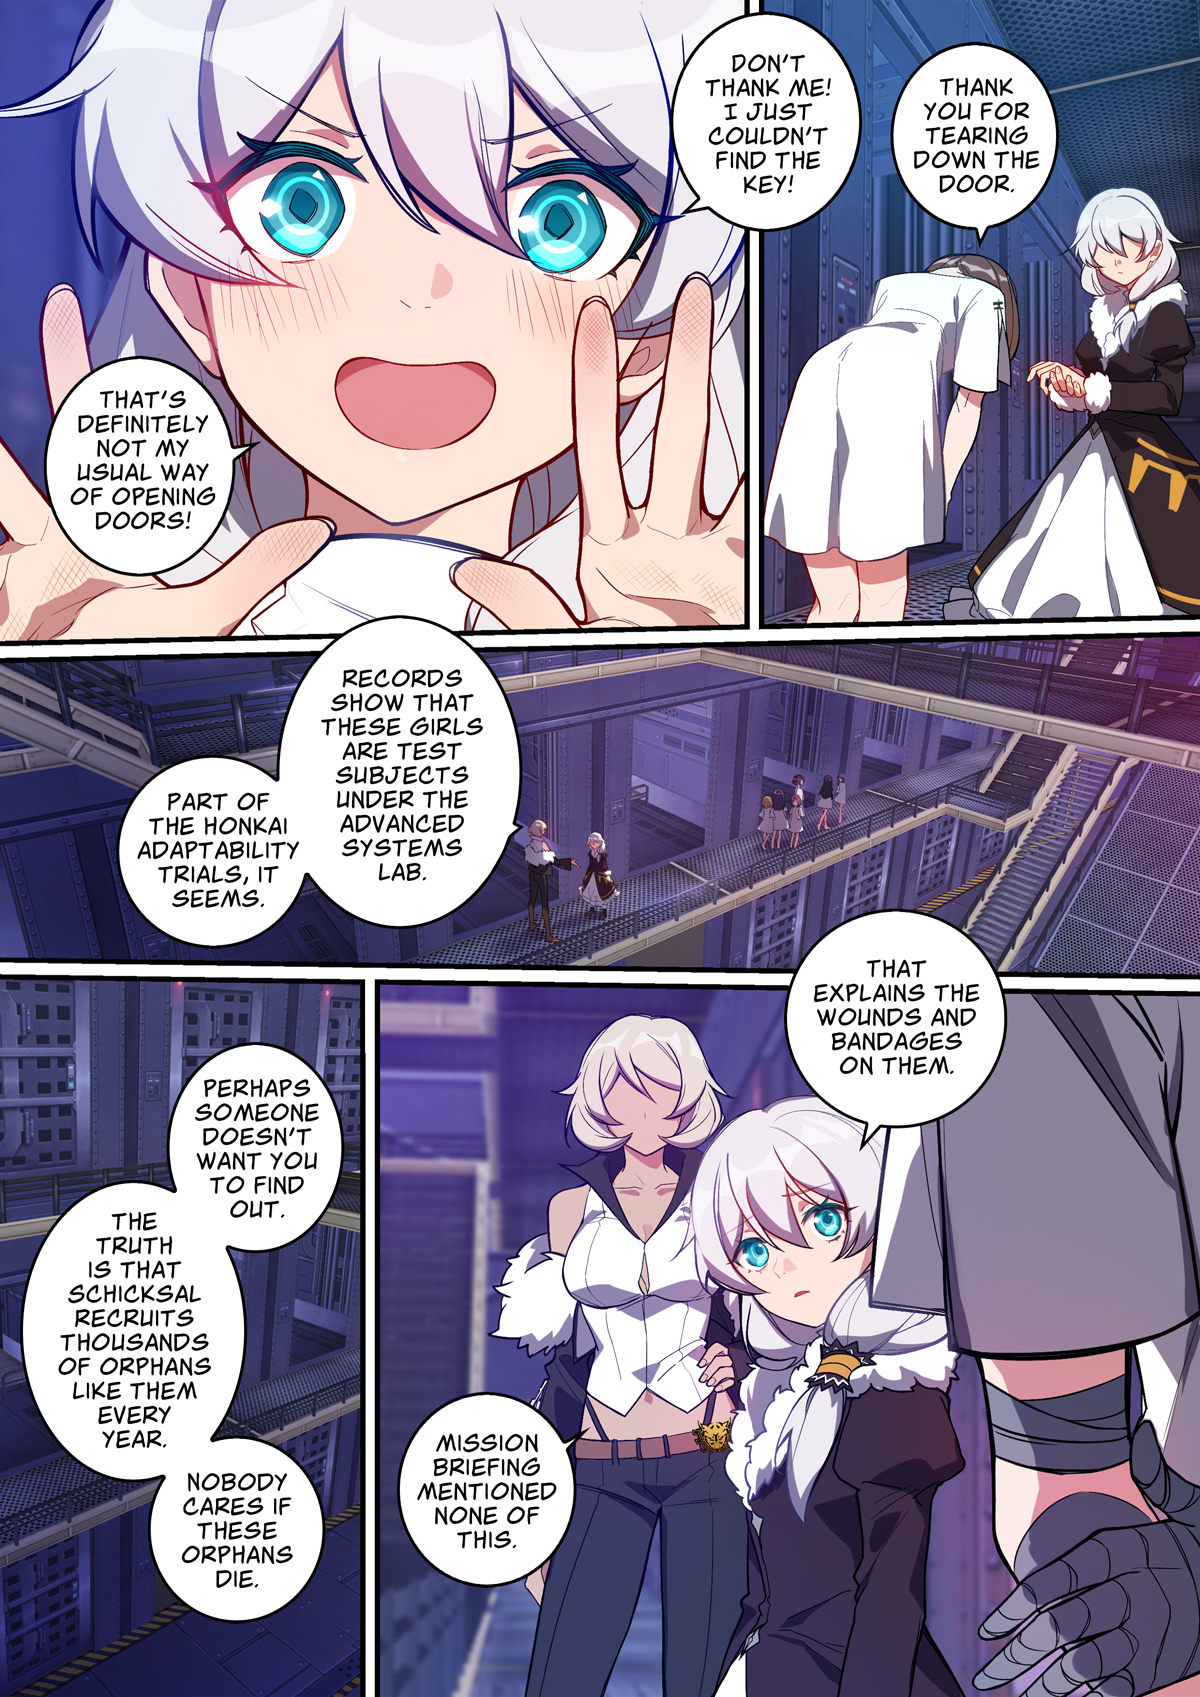 THANK
YOU FOR
TEARING
DOWN THE
DOOR.
DON'T
THANK ME!
I JUST
COULDN'T
FIND THE
KEY!
THAT'S
DEFINITELY
NOT MY
USUAL WAY
OF OPENING
DOORS!
RECORDS
SHOW THAT
THESE GIRLS
ARE TEST
SUBJECTS
UNDER THE
ADVANCED
SYSTEMS
LAB.
PART OF
THE HONKAI
ADAPTABILITY
TRIALS, IT
SEEMS.
THAT
EXPLAINS THE
WOUNDS AND
BANDAGES
ON THEM.
MISSION
BRIEFING
MENTIONED
NONE OF
THIS.
PERHAPS
SOMEONE
DOESN'T
WANT YOU
TO FIND
OUT.
THE
TRUTH
IS THAT
SCHICKSAL
RECRUITS
THOUSANDS
OF ORPHANS
LIKE THEM
EVERY
YEAR.
NOBODY
CARES IF
THESE
ORPHANS
DIE.